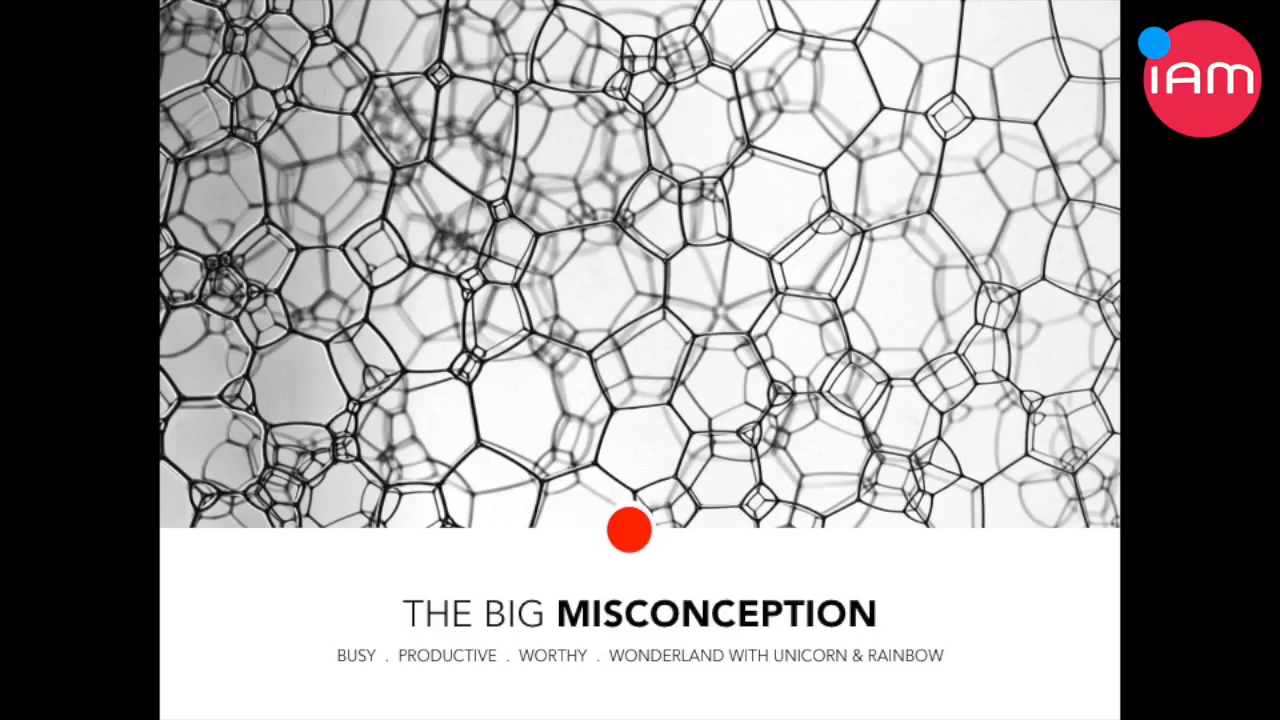 iAM
THE BIG MISCONCEPTION
BUSY . PRODUCTIVE . WORTHY . WONDERLAND WITH UNICORN & RAINBOW